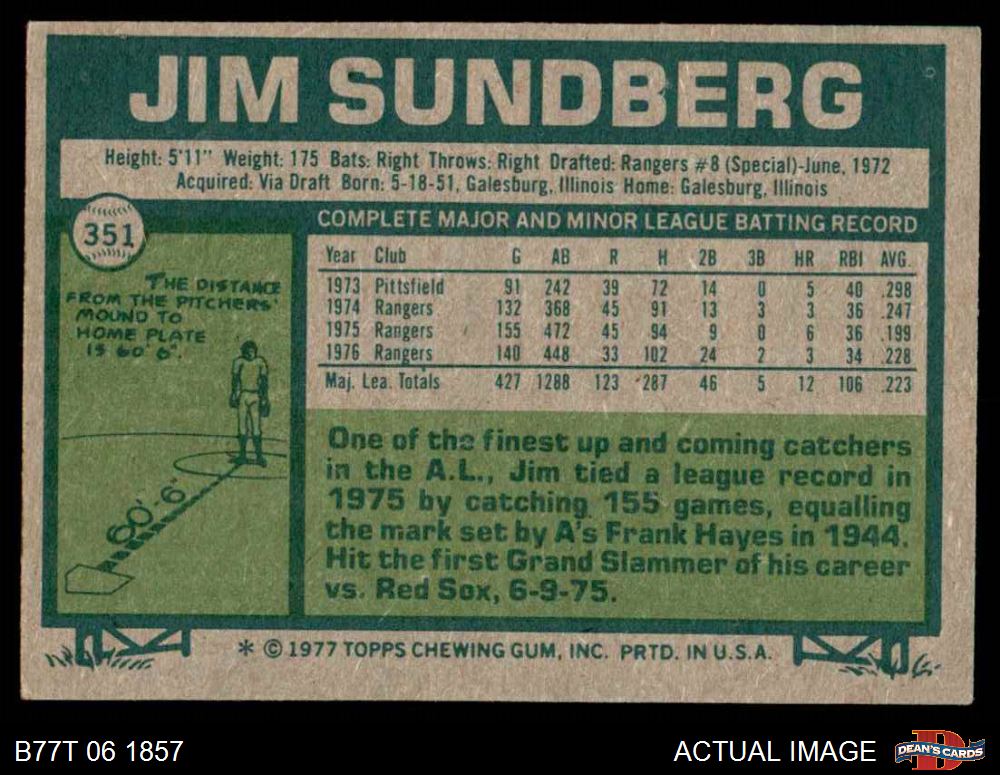 JIM SUNDBERG
Height: 5'11" Weight: 175 Bats: Right Throws: Right Drafted: Rangers #8 (Special)-June, 1972
Acquired: Via Draft Born: 5-18-51, Galesburg, Illinois Home: Galesburg, Illinois
351
THE DISTANCE
FROM THE PITCHERS'
MOUND TO
HOME PLATE
IS 60' 6".
60'-6"
COMPLETE MAJOR AND MINOR LEAGUE BATTING RECORD
Year Club G AB R H 2B 3B HR RBI AVG.
1973 Pittsfield 91 242 39 72 14 0 5 40 .298
1974 Rangers 132 368 45 91 13 3 3 36 .247
1975 Rangers 155 472 45 94 9 0 6 36 .199
1976 Rangers 140 448 33 102 24 2 3 34 .228
Maj. Lea. Totals 427 1288 123 287 46 5 12 106 .223
One of the finest up and coming catchers
in the A.L., Jim tied a league record in
1975 by catching 155 games, equalling
the mark set by A's Frank Hayes in 1944.
Hit the first Grand Slammer of his career
vs. Red Sox, 6-9-75.
* © 1977 TOPPS CHEWING GUM, INC. PRTD. IN U.S.A.
B77T 06 1857
ACTUAL IMAGE
D
DEAN'S CARDS